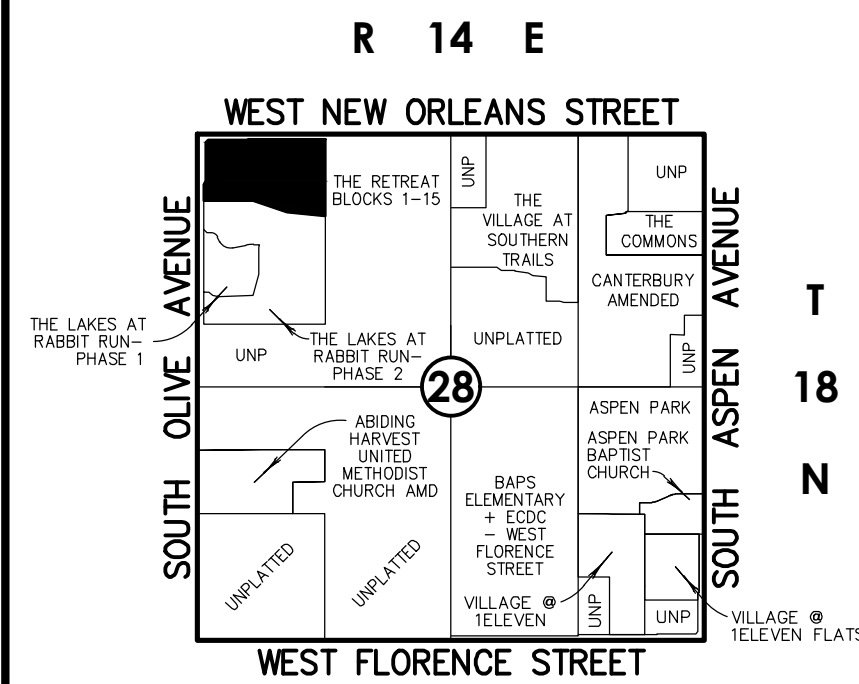 R 14 E
WEST NEW ORLEANS STREET
SOUTH OLIVE AVENUE
SOUTH ASPEN AVENUE
T
18
N
THE RETREAT
BLOCKS 1-15
UNP
THE
VILLAGE AT
SOUTHERN
TRAILS
UNP
THE
COMMONS
CANTERBURY
AMENDED
THE LAKES AT
RABBIT RUN-
PHASE 1
UNP
THE LAKES AT
RABBIT RUN-
PHASE 2
UNPLATTED
UNP
28
ABIDING
HARVEST
UNITED
METHODIST
CHURCH AMD
ASPEN PARK
ASPEN PARK
BAPTIST
CHURCH
BAPS
ELEMENTARY
+ ECDC
- WEST
FLORENCE
STREET
UNPLATTED
UNPLATTED
VILLAGE @
1ELEVEN
UNP
UNP
VILLAGE @
1ELEVEN FLATS
WEST FLORENCE STREET